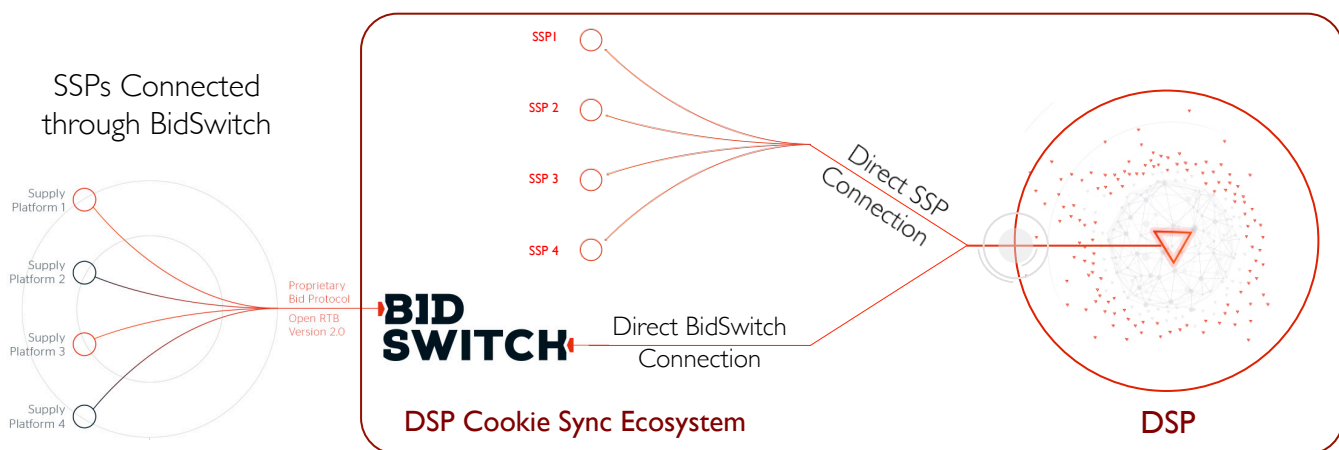 SSPs Connected
through BidSwitch
Supply
Platform 1
Supply
Platform 2
Supply
Platform 3
Supply
Platform 4
Proprietary
Bid Protocol
Open RTB
Version 2.0
BID
SWITCH
SSP1
SSP 2
SSP 3
SSP 4
Direct SSP
Connection
Direct BidSwitch
Connection
DSP Cookie Sync Ecosystem
DSP